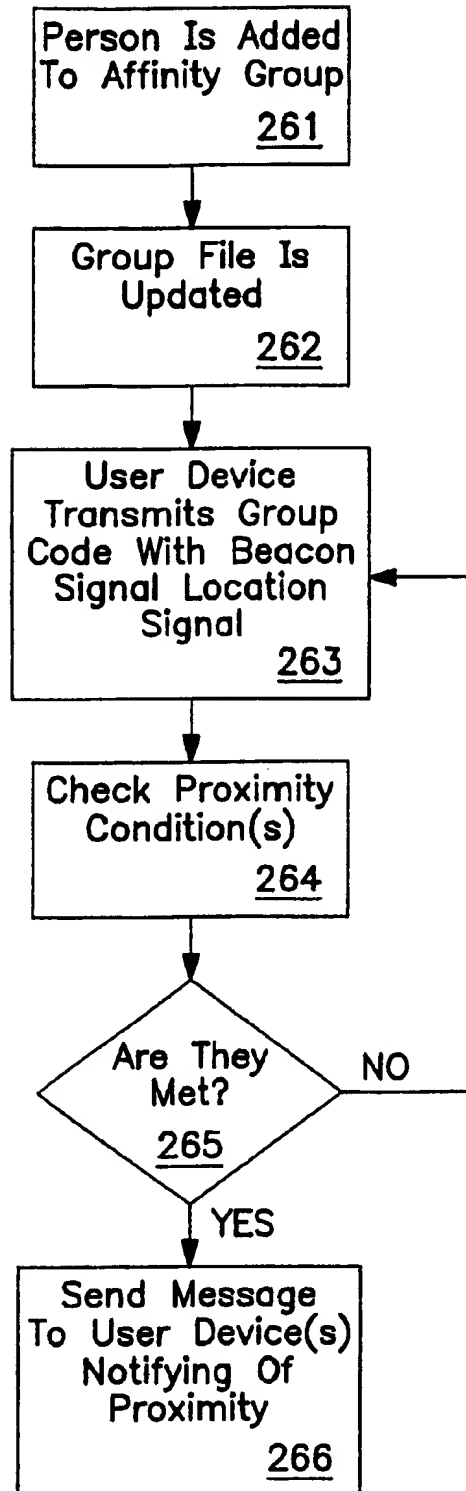 Person Is Added
To Affinity Group
261
Group File Is
Updated
262
User Device
Transmits Group
Code With Beacon
Signal Location
Signal
263
Check Proximity
Condition(s)
264
Are They
Met?
265
NO
YES
Send Message
To User Device(s)
Notifying Of
Proximity
266